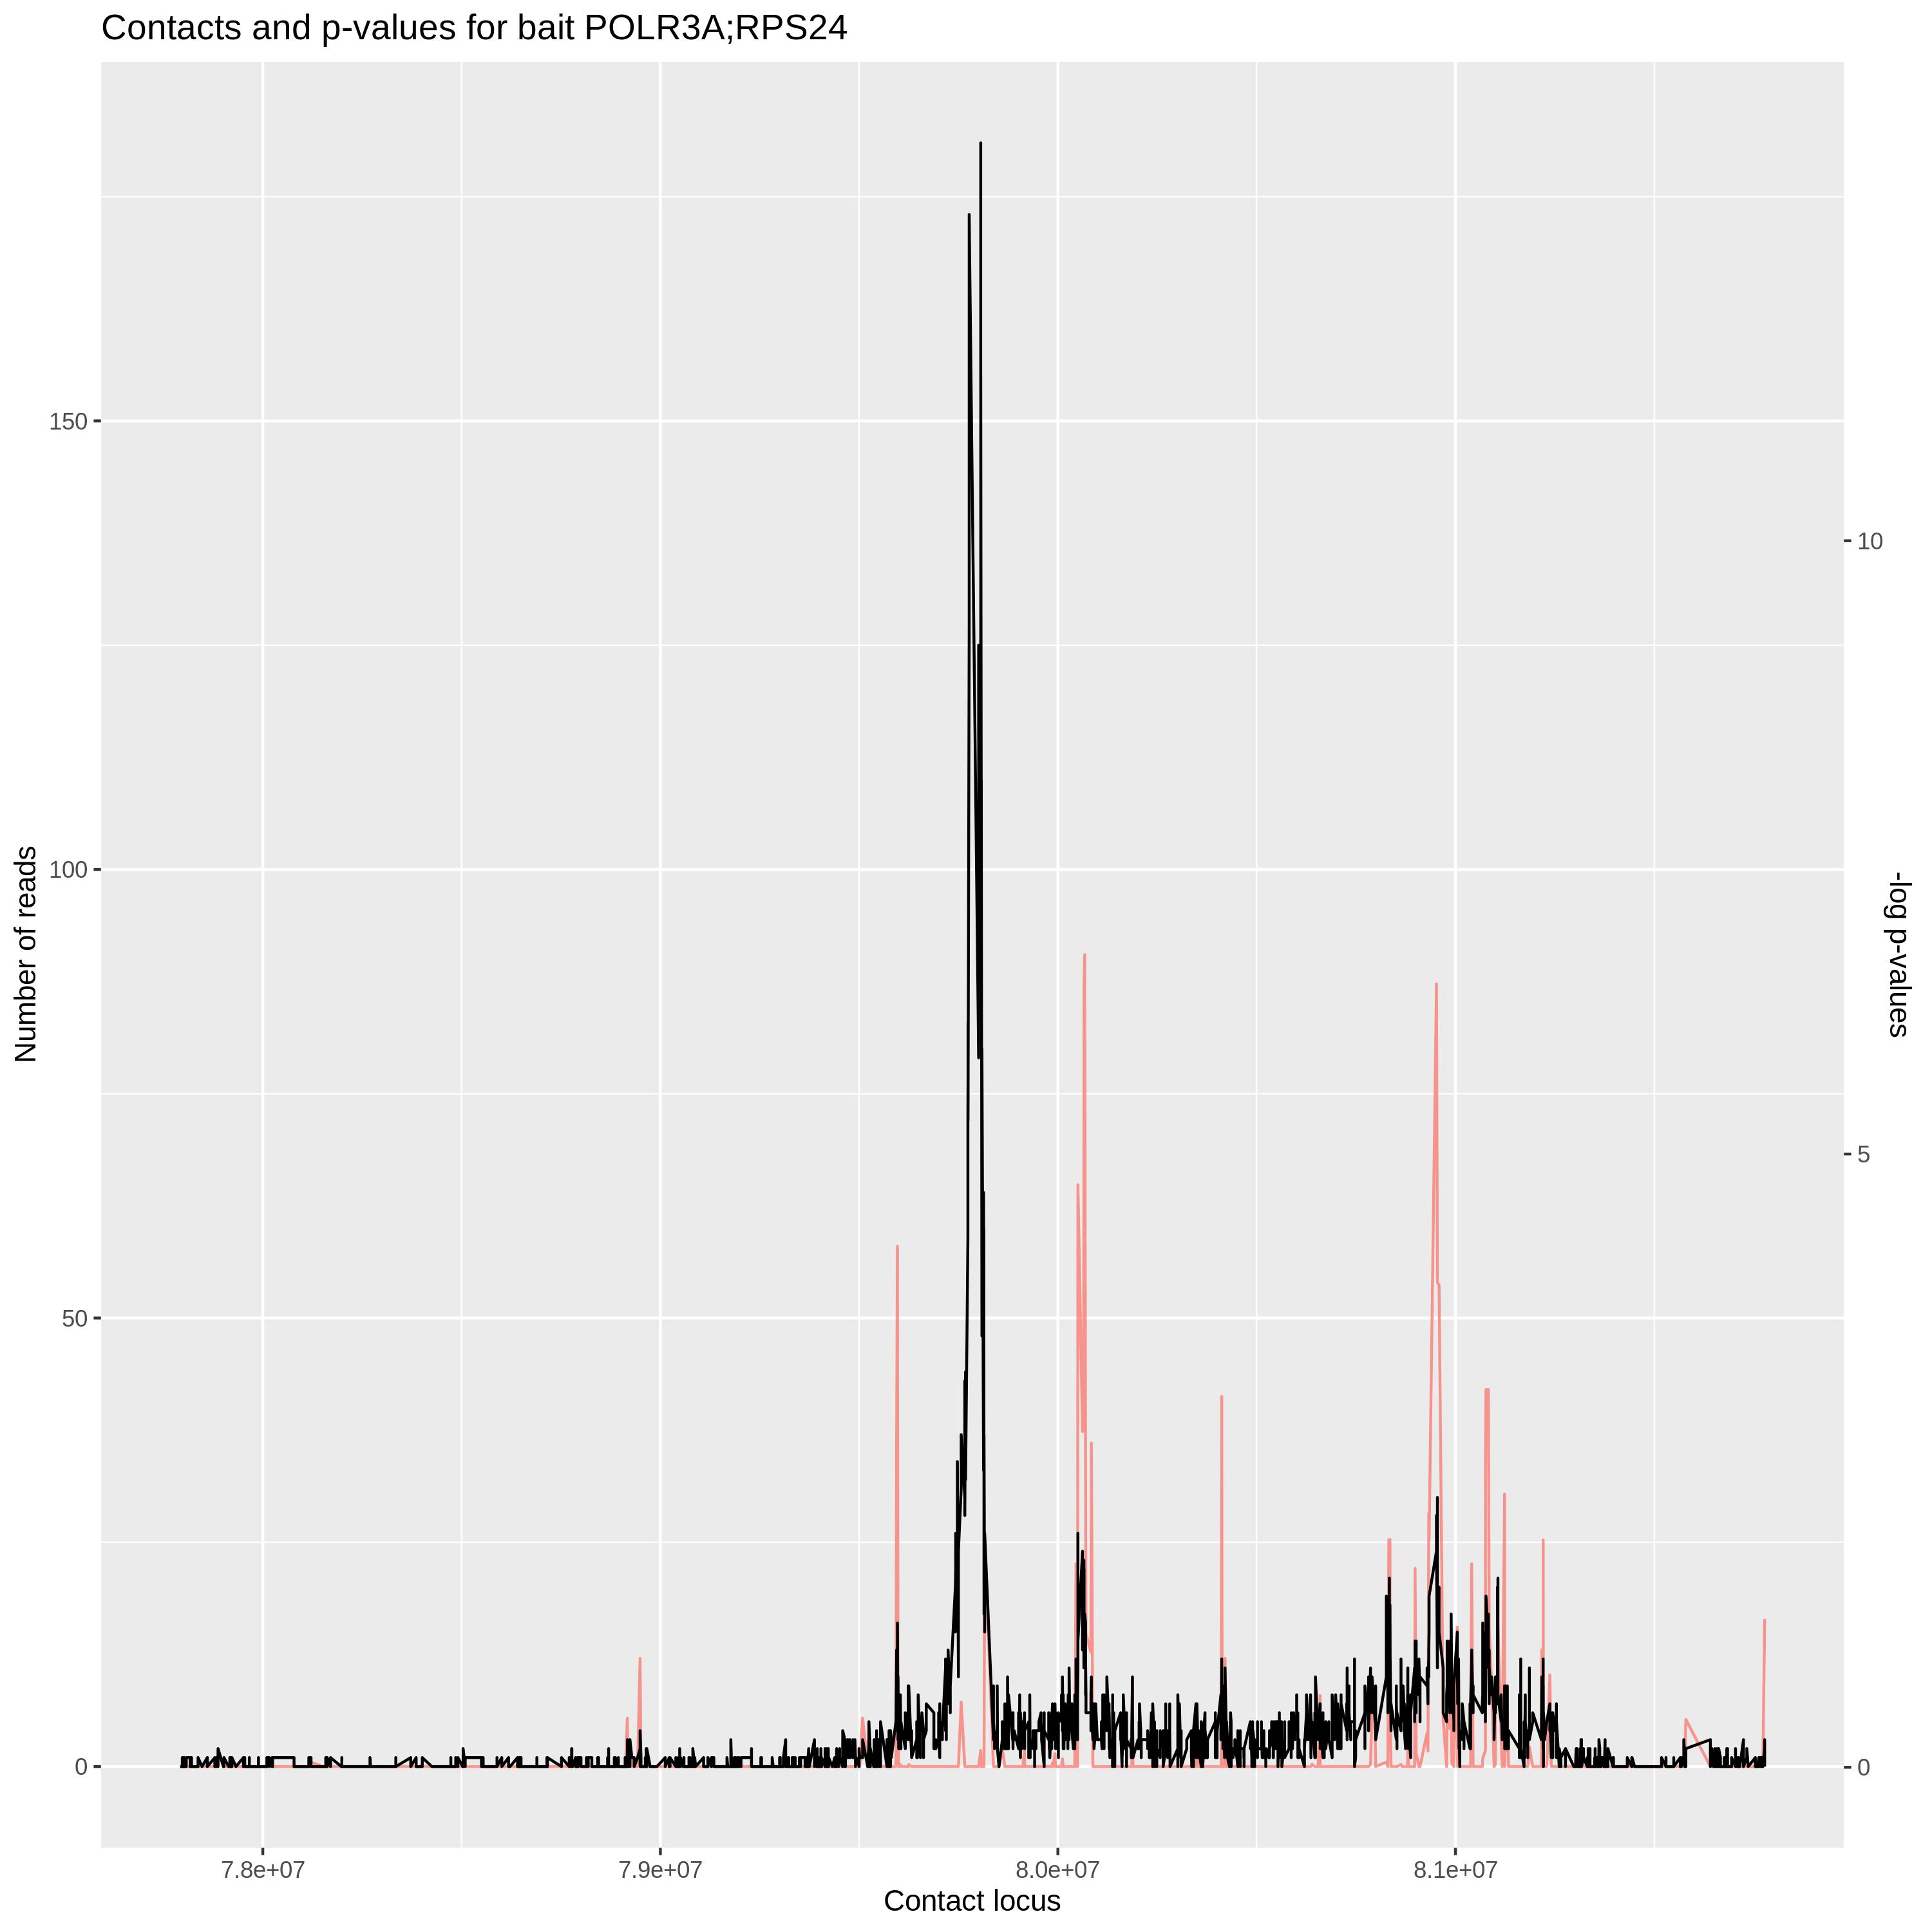 Contacts and p-values for bait POLR3A;RPS24
Number of reads
150
100
50
0
10
5
0
-log p-values
7.8e+07
7.9e+07
8.0e+07
8.1e+07
Contact locus